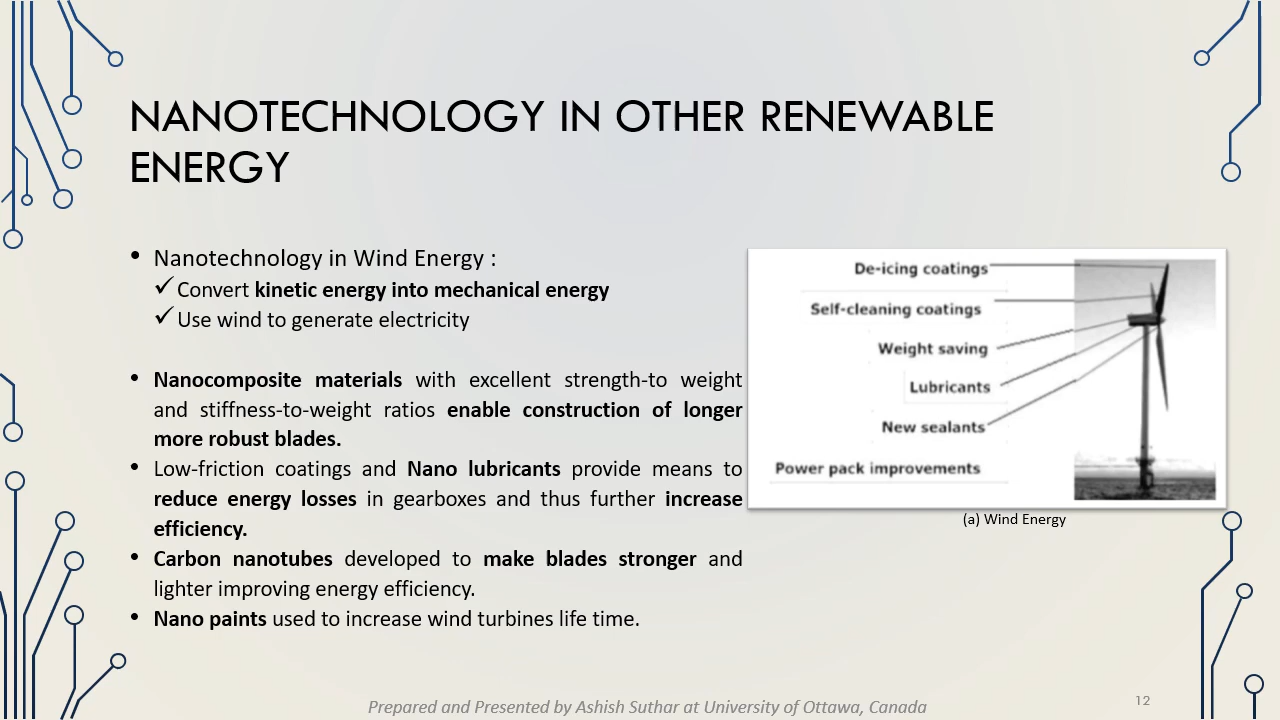 NANOTECHNOLOGY IN OTHER RENEWABLE
ENERGY
• Nanotechnology in Wind Energy :
✓Convert kinetic energy into mechanical energy
✓Use wind to generate electricity
• Nanocomposite materials with excellent strength-to weight
and stiffness-to-weight ratios enable construction of longer
more robust blades.
• Low-friction coatings and Nano lubricants provide means to
reduce energy losses in gearboxes and thus further increase
efficiency.
• Carbon nanotubes developed to make blades stronger and
lighter improving energy efficiency.
• Nano paints used to increase wind turbines life time.
De-icing coatings
Self-cleaning coatings
Weight saving
Lubricants
New sealants
Power pack improvements
(a) Wind Energy
Prepared and Presented by Ashish Suthar at University of Ottawa, Canada
12